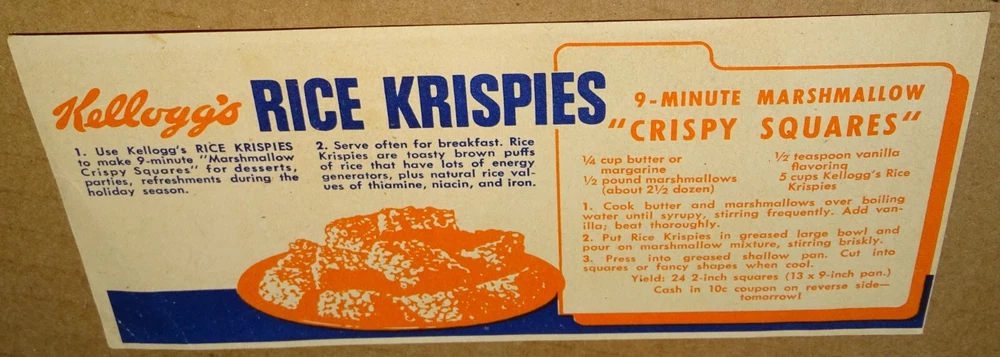 Kellogg's RICE KRISPIES
1. Use Kellogg's RICE KRISPIES
to make 9-minute "Marshmallow
Crispy Squares" for desserts,
parties, refreshments during the
holiday season.
2. Serve often for breakfast. Rice
Krispies are toasty brown puffs
of rice that have lots of energy
generators, plus natural rice val-
ues of thiamine, niacin, and iron.
9-MINUTE MARSHMALLOW
"CRISPY SQUARES"
¼ cup butter or
margarine
½ pound marshmallows
(about 2½ dozen)
½ teaspoon vanilla
flavoring
5 cups Kellogg's Rice
Krispies
1. Cook butter and marshmallows over boiling
water until syrupy, stirring frequently. Add van-
illa; beat thoroughly.
2. Put Rice Krispies in greased large bowl and
pour on marshmallow mixture, stirring briskly.
3. Press into greased shallow pan. Cut into
squares or fancy shapes when cool.
Yield: 24 2-inch squares (13 x 9-inch pan.)
Cash in 10c coupon on reverse side—
tomorrow!